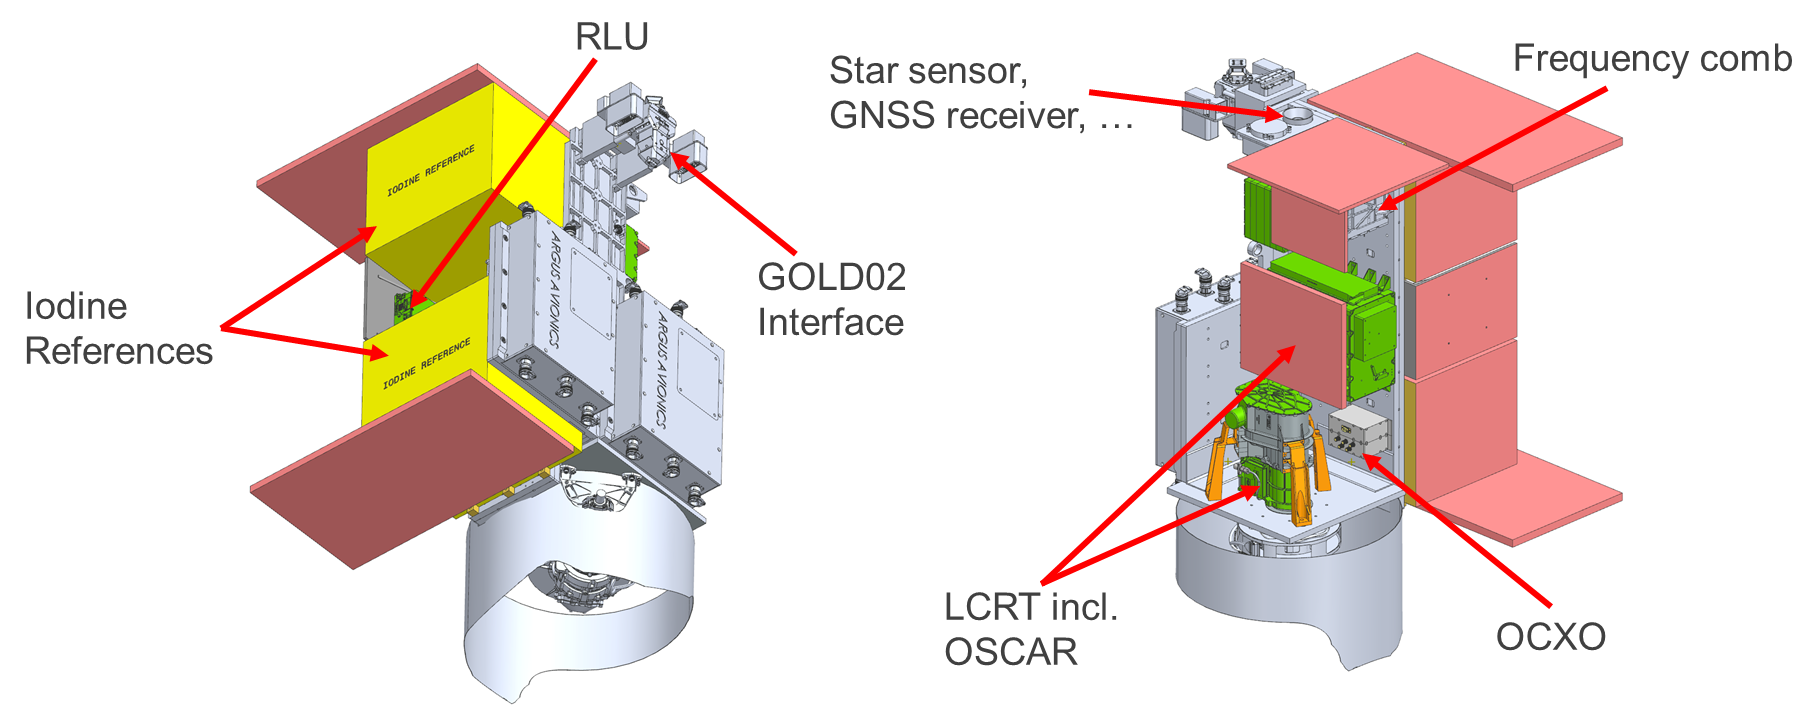 RLU
IODINE REFERENCE
ARGUS AVIONICS
ARGUS AVIONICS
IODINE REFERENCE
Iodine
References
GOLD02
Interface
Star sensor,
GNSS receiver, …
Frequency comb
LCRT incl.
OSCAR
OCXO